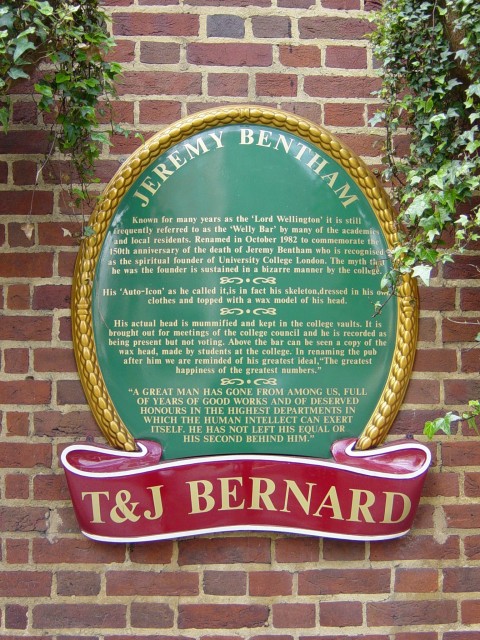 JEREMY BENTHAM
Known for many years as the 'Lord Wellington' it is still
frequently referred to as the 'Welly Bar' by many of the academic
and local residents. Renamed in October 1982 to commemorate the
150th anniversary of the death of Jeremy Bentham who is recognised
as the spiritual founder of University College London. The myth that
he was the founder is sustained in a bizarre manner by the college.
His 'Auto-Icon' as he called it,is in fact his skeleton,dressed in his own
clothes and topped with a wax model of his head.
His actual head is mummified and kept in the college vaults. It is
brought out for meetings of the college council and he is recorded as
being present but not voting. Above the bar can be seen a copy of the
wax head, made by students at the college. In renaming the pub
after him we are reminded of his greatest ideal,"The greatest
happiness of the greatest numbers."
"A GREAT MAN HAS GONE FROM AMONG US, FULL
OF YEARS OF GOOD WORKS AND OF DESERVED
HONOURS IN THE HIGHEST DEPARTMENTS IN
WHICH THE HUMAN INTELLECT CAN EXERT
ITSELF. HE HAS NOT LEFT HIS EQUAL OR
HIS SECOND BEHIND HIM."
T&J BERNARD